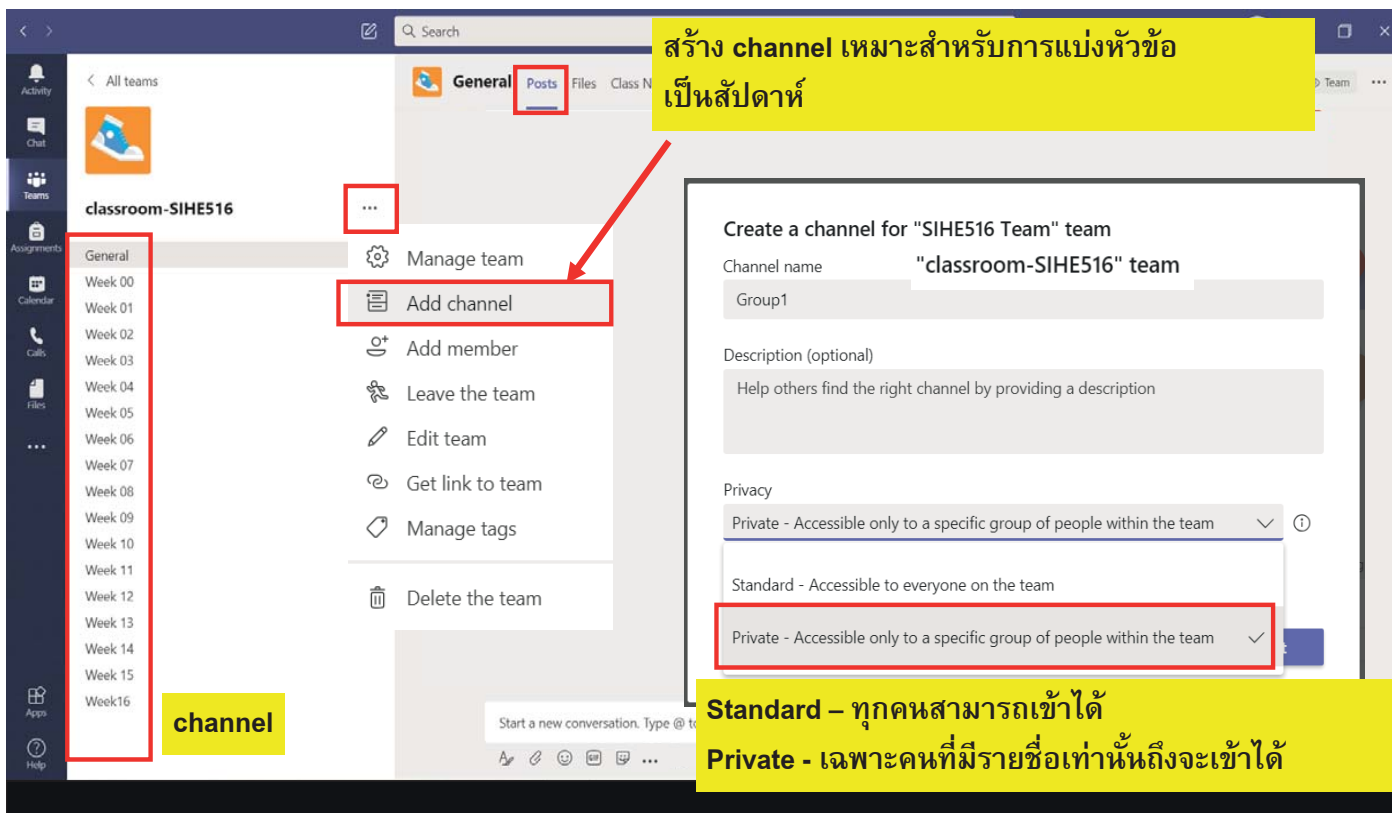 Search
สร้าง channel เหมาะสำหรับการแบ่งหัวข้อ
เป็นสัปดาห์
Activity
Chat
Teams
Assignments
Calendar
Calls
Files
Apps
Help
All teams
classroom-SIHE516
General
Week 00
Week 01
Week 02
Week 03
Week 04
Week 05
Week 06
Week 07
Week 08
Week 09
Week 10
Week 11
Week 12
Week 13
Week 14
Week 15
Week16
channel
General Posts Files Class N
Team
Manage team
Add channel
Add member
Leave the team
Edit team
Get link to team
Manage tags
Delete the team
Create a channel for "SIHE516 Team" team
Channel name
"classroom-SIHE516" team
Group1
Description (optional)
Help others find the right channel by providing a description
Privacy
Private - Accessible only to a specific group of people within the team
Standard - Accessible to everyone on the team
Private - Accessible only to a specific group of people within the team
Start a new conversation. Type @ to
GIF
Standard – ทุกคนสามารถเข้าได้
Private - เฉพาะคนที่มีรายชื่อเท่านั้นถึงจะเข้าได้